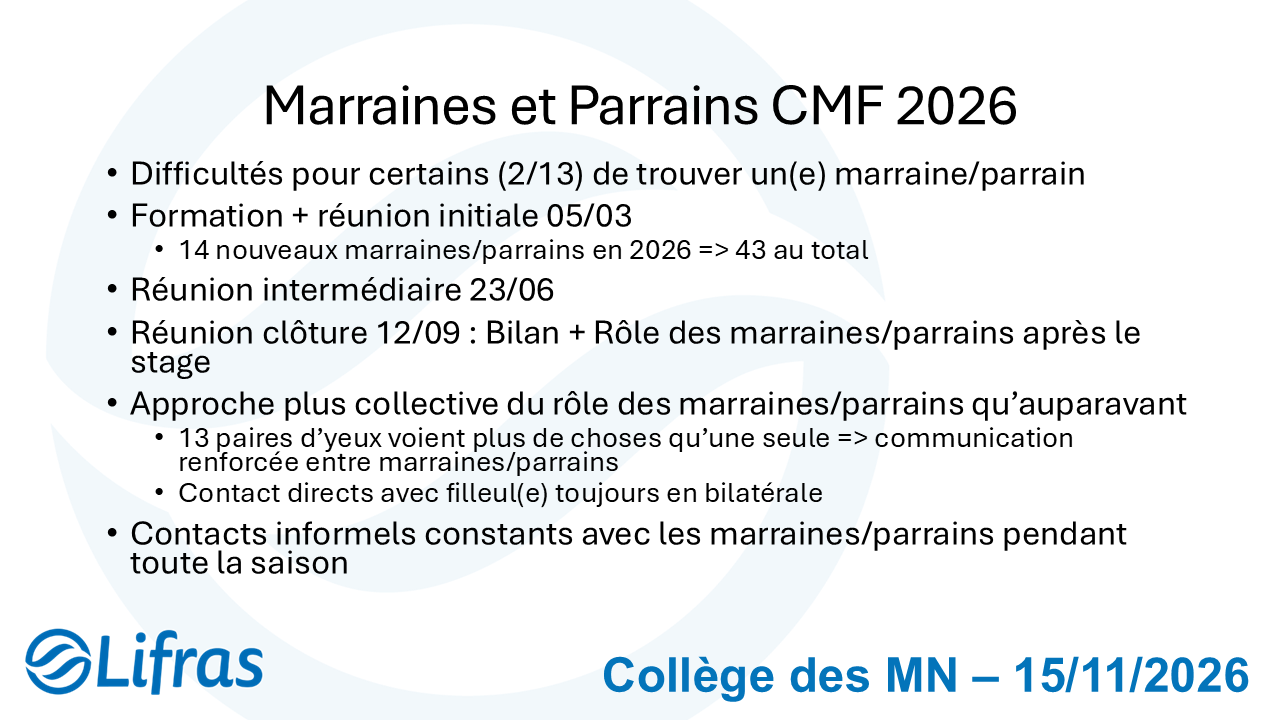 Marraines et Parrains CMF 2026
• Difficultés pour certains (2/13) de trouver un(e) marraine/parrain
• Formation + réunion initiale 05/03
• 14 nouveaux marraines/parrains en 2026 => 43 au total
• Réunion intermédiaire 23/06
• Réunion clôture 12/09 : Bilan + Rôle des marraines/parrains après le
stage
• Approche plus collective du rôle des marraines/parrains qu’auparavant
• 13 paires d’yeux voient plus de choses qu’une seule => communication
renforcée entre marraines/parrains
• Contact directs avec filleul(e) toujours en bilatérale
• Contacts informels constants avec les marraines/parrains pendant
toute la saison
Lifras
Collège des MN – 15/11/2026